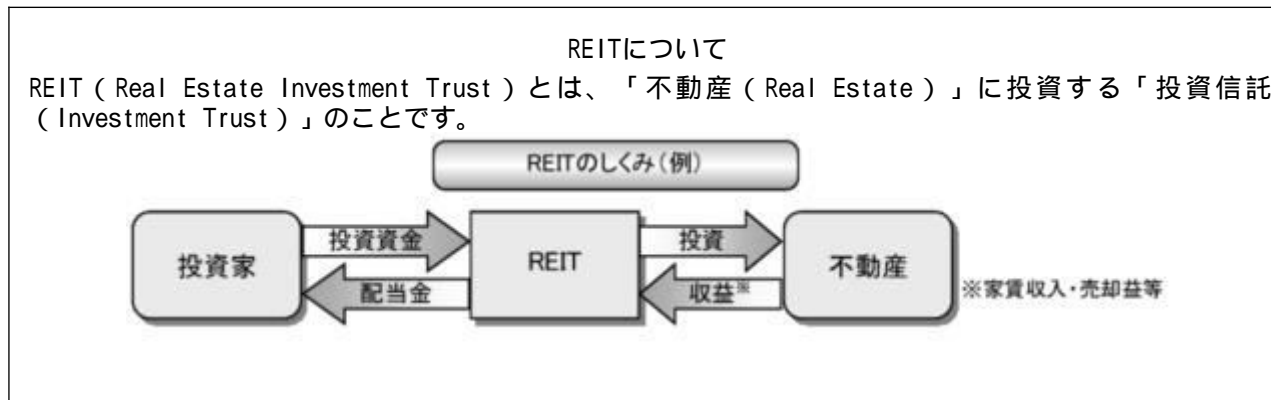 REITについて
REIT(Real Estate Investment Trust)とは、「不動産(Real Estate)」に投資する「投資信託
(Investment Trust)」のことです。
REITのしくみ(例)
投資家
投資資金
配当金
REIT
投資
収益※
不動産
※家賃収入・売却益等